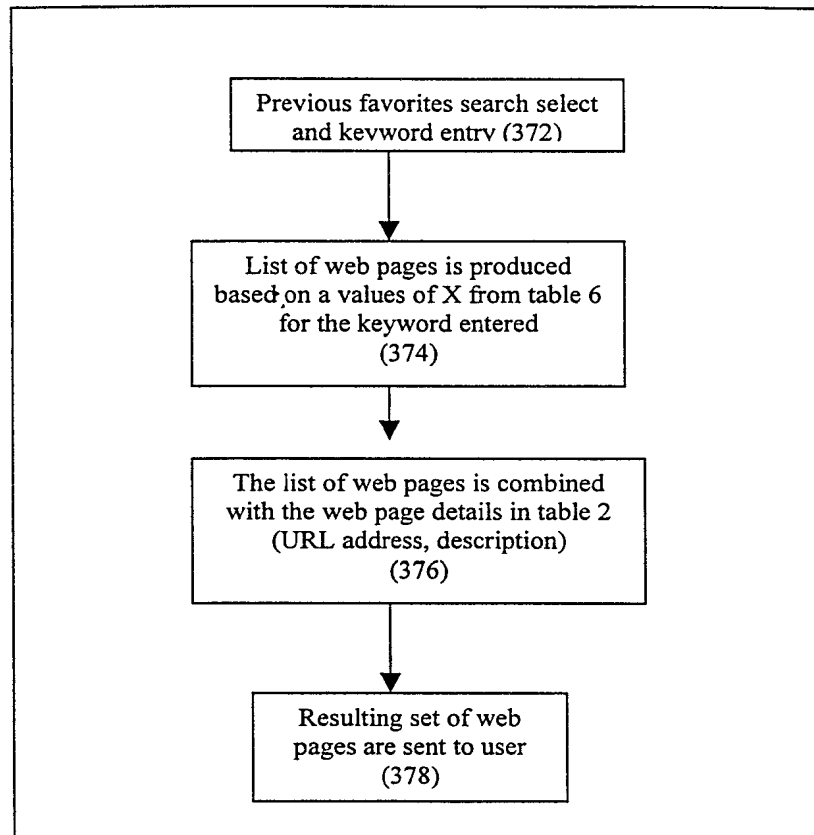 Previous favorites search select
and keyword entry (372)
List of web pages is produced
based on a values of X from table 6
for the keyword entered
(374)
The list of web pages is combined
with the web page details in table 2
(URL address, description)
(376)
Resulting set of web
pages are sent to user
(378)